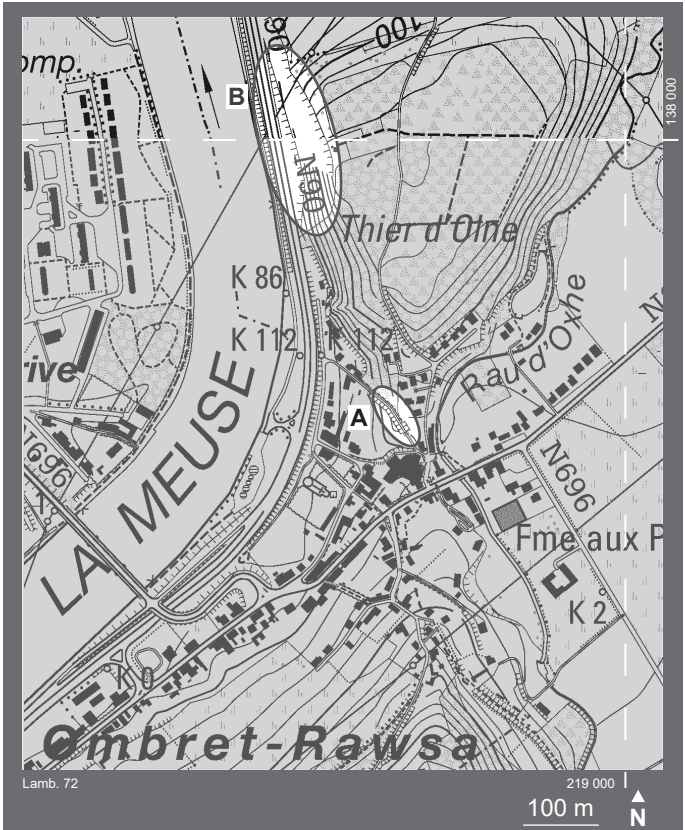 omp.
90
100
138 000
B
N90
Thier d'Olne
K 86
K 112
K 112
Rau d'Oxhe
rive
A
LA MEUSE
N696
N696
Fme aux P
K 2
Ombret-Rawsa
Lamb. 72
219 000
100 m
N